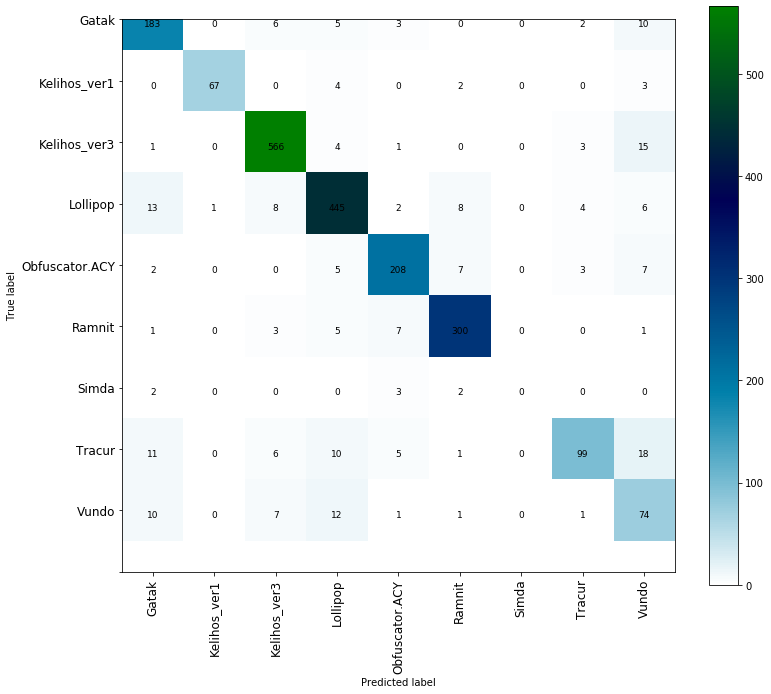 Gatak 183 0 6 5 3 0 0 2 10
Kelihos_ver1 0 67 0 4 0 2 0 0 3
Kelihos_ver3 1 0 566 4 1 0 0 3 15
Lollipop 13 1 8 445 2 8 0 4 6
Obfuscator.ACY 2 0 0 5 208 7 0 3 7
Ramnit 1 0 3 5 7 300 0 0 1
Simda 2 0 0 0 3 2 0 0 0
Tracur 11 0 6 10 5 1 0 99 18
Vundo 10 0 7 12 1 1 0 1 74
True label
Gatak
Kelihos_ver1
Kelihos_ver3
Lollipop
Obfuscator.ACY
Ramnit
Simda
Tracur
Vundo
Predicted label
500
400
300
200
100
0